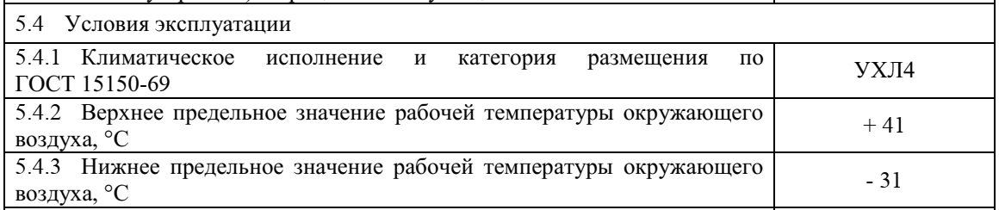 5.4 Условия эксплуатации
5.4.1 Климатическое исполнение и категория размещения по
ГОСТ 15150-69
УХЛ4
5.4.2 Верхнее предельное значение рабочей температуры окружающего
воздуха, °С
+ 41
5.4.3 Нижнее предельное значение рабочей температуры окружающего
воздуха, °С
- 31